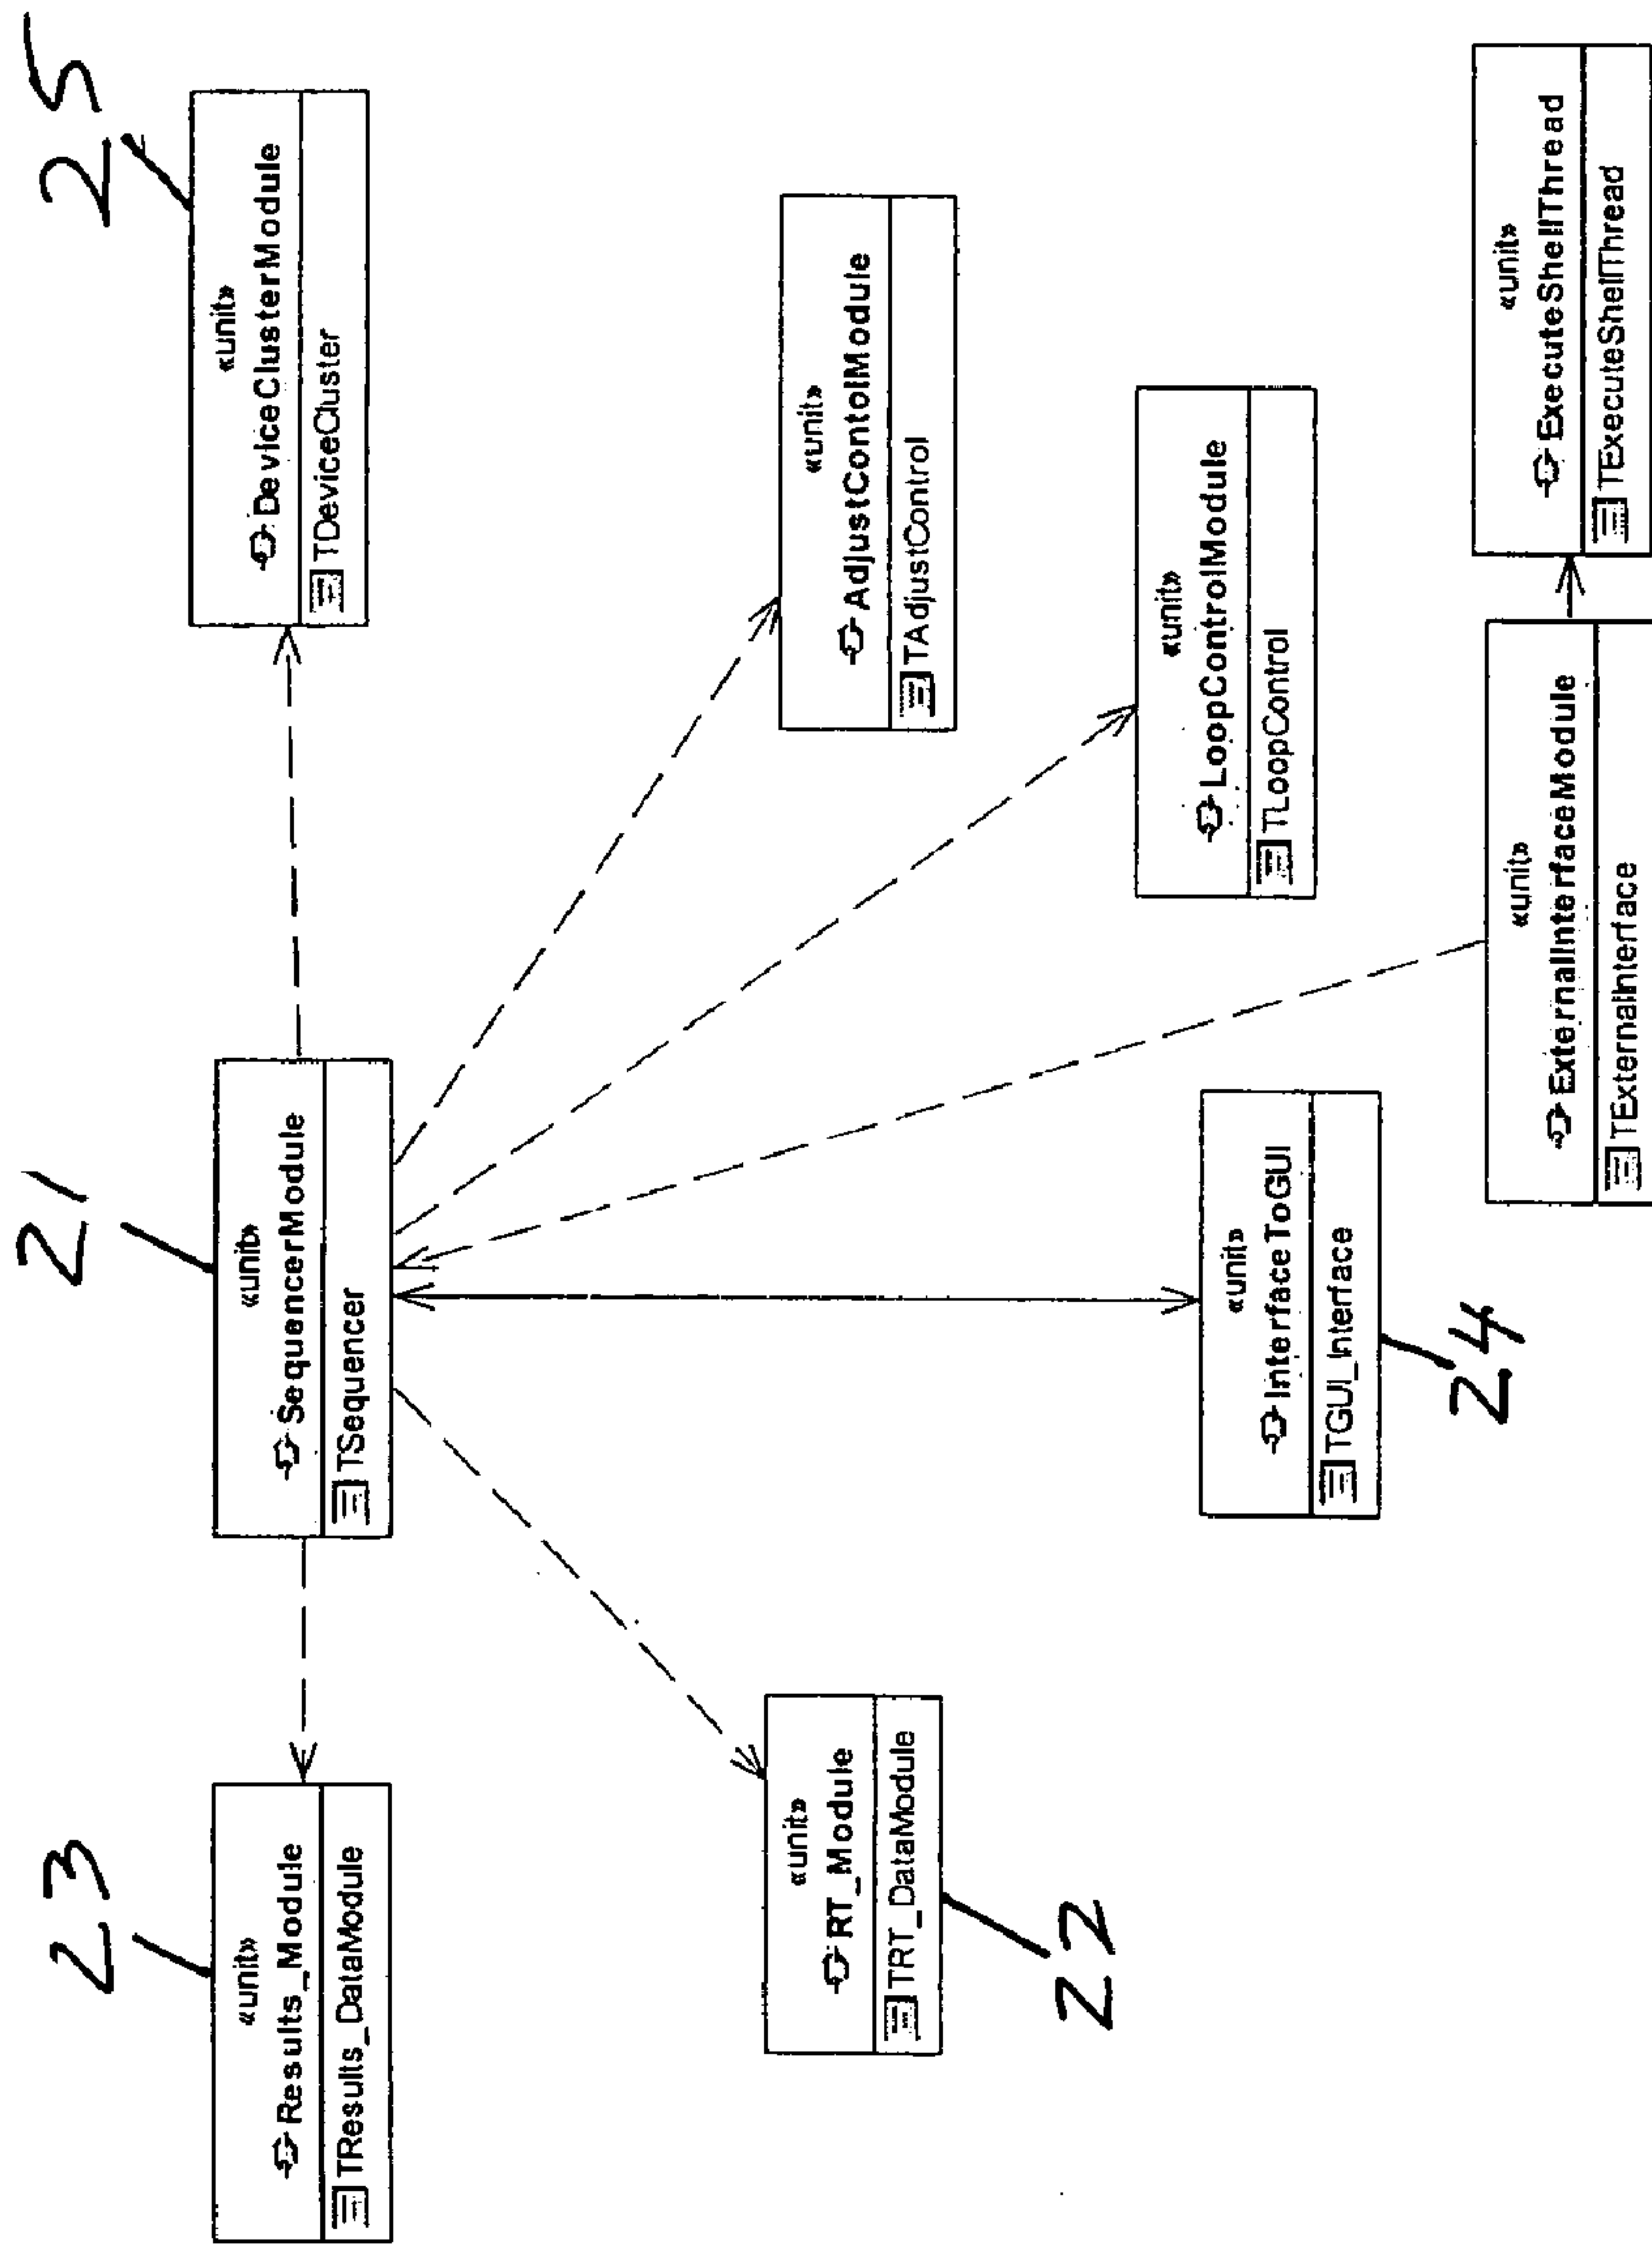 23
«unit»
Results_Module
TResults_DataModule
21
«unit»
SequencerModule
TSequencer
25
«unit»
DeviceClusterModule
TDeviceCluster
«unit»
RT_Module
TRT_DataModule
22
«unit»
AdjustContolModule
TAdjustControl
«unit»
InterfaceToGUI
TGUI_Interface
24
«unit»
LoopControlModule
TLoopControl
«unit»
ExternalInterfaceModule
TExternalInterface
«unit»
ExecuteShellThread
TExecuteShellThread